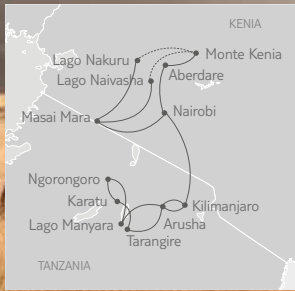 KENIA
Monte Kenia
Lago Nakuru
Aberdare
Lago Naivasha
Masai Mara
Nairobi
Ngorongoro
Karatu
Kilimanjaro
Lago Manyara
Arusha
Tarangire
TANZANIA